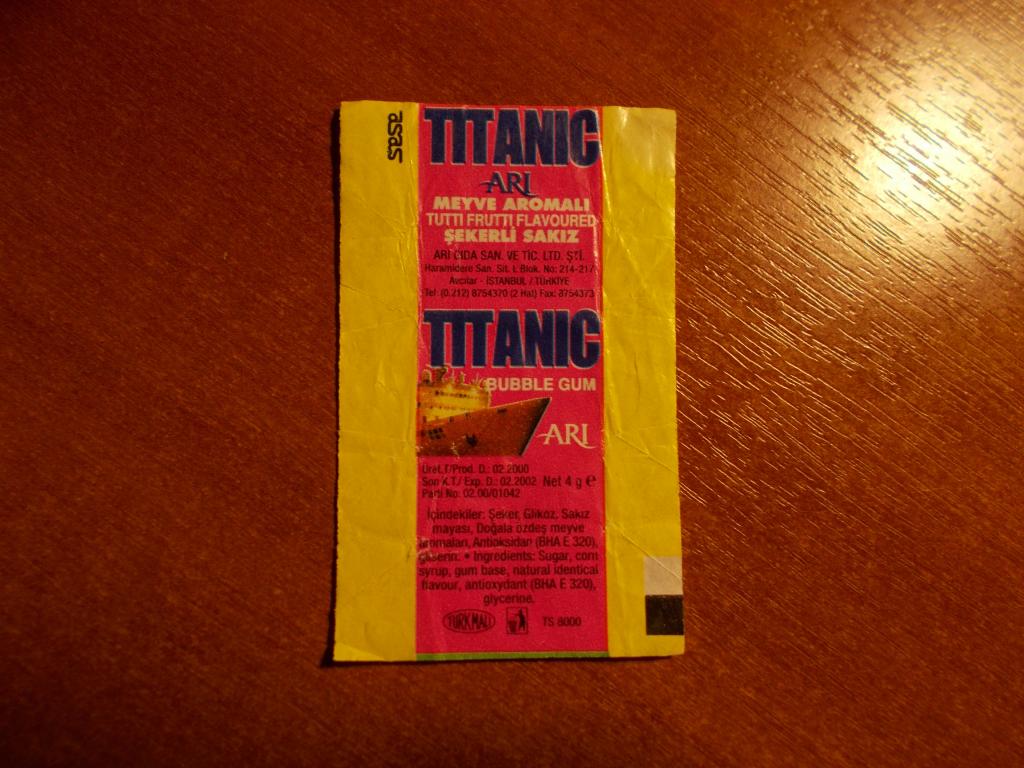 asas
TITANIC
ARI
MEYVE AROMALI
TUTTI FRUTTI FLAVOURED
ŞEKERLİ SAKIZ
ARI GIDA SAN. VE TİC. LTD. ŞTİ.
Haramidere San. Sit. I. Blok. No: 214-217
Avcılar - İSTANBUL / TÜRKİYE
Tel: (0.212) 8754370 (2 Hat) Fax: 8754373
TITANIC
BUBBLE GUM
ARI
Üret.T/Prod. D.: 02.2000
Son K.T./ Exp. D.: 02.2002 Net 4 g e
Parti No: 02.00/01042
İçindekiler: Şeker, Glikoz, Sakız
mayası, Doğala özdeş meyve
aromaları, Antioksidan (BHA E 320),
gliserin. • Ingredients: Sugar, corn
syrup, gum base, natural identical
flavour, antioxydant (BHA E 320),
glycerine.
TÜRK MALI
TS 8000